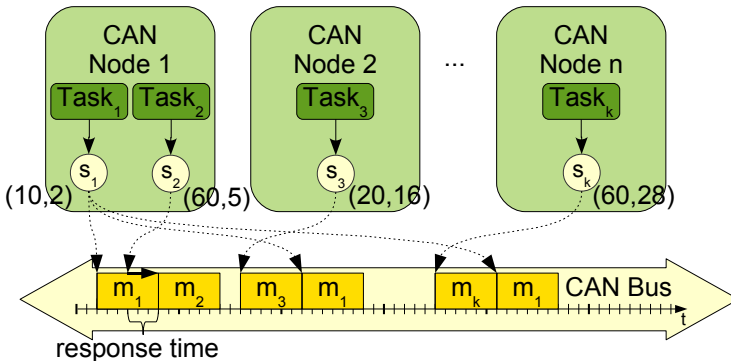 CAN
Node 1
Task1 Task2
s1
s2
(10,2)
(60,5)
CAN
Node 2
Task3
s3
(20,16)
...
CAN
Node n
Taskk
sk
(60,28)
m1 m2 m3 m1 mk m1 CAN Bus
t
response time